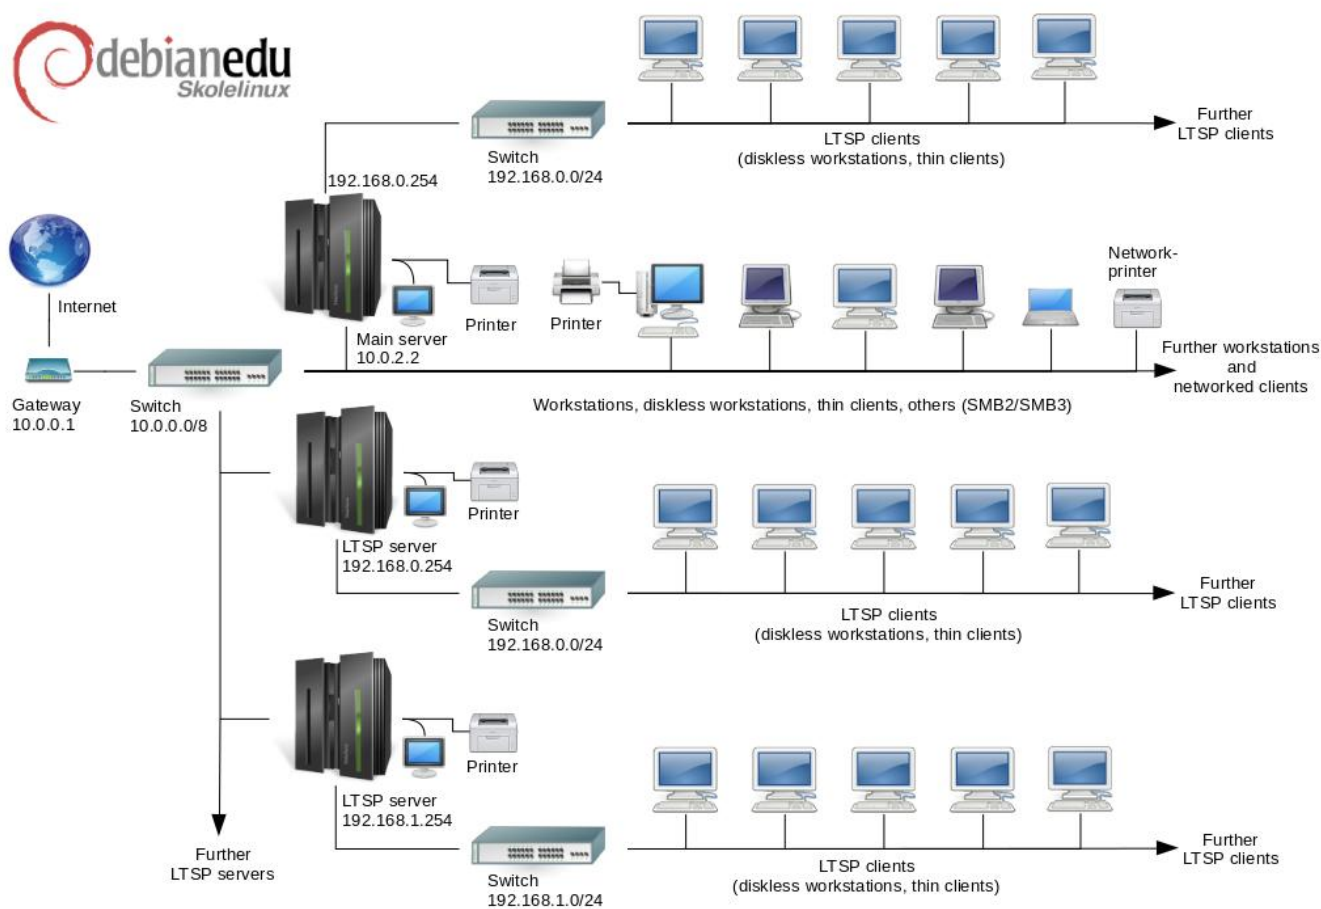 debianedu
Skolelinux
Further
LTSP clients
LTSP clients
(diskless workstations, thin clients)
Switch
192.168.0.0/24
192.168.0.254
Internet
Network-
printer
Printer
Printer
Main server
10.0.2.2
Further workstations
and
networked clients
Gateway
10.0.0.1
Switch
10.0.0.0/8
Workstations, diskless workstations, thin clients, others (SMB2/SMB3)
Printer
LTSP server
192.168.0.254
Switch
192.168.0.0/24
LTSP clients
(diskless workstations, thin clients)
Further
LTSP clients
Printer
LTSP server
192.168.1.254
Further
LTSP servers
Switch
192.168.1.0/24
LTSP clients
(diskless workstations, thin clients)
Further
LTSP clients